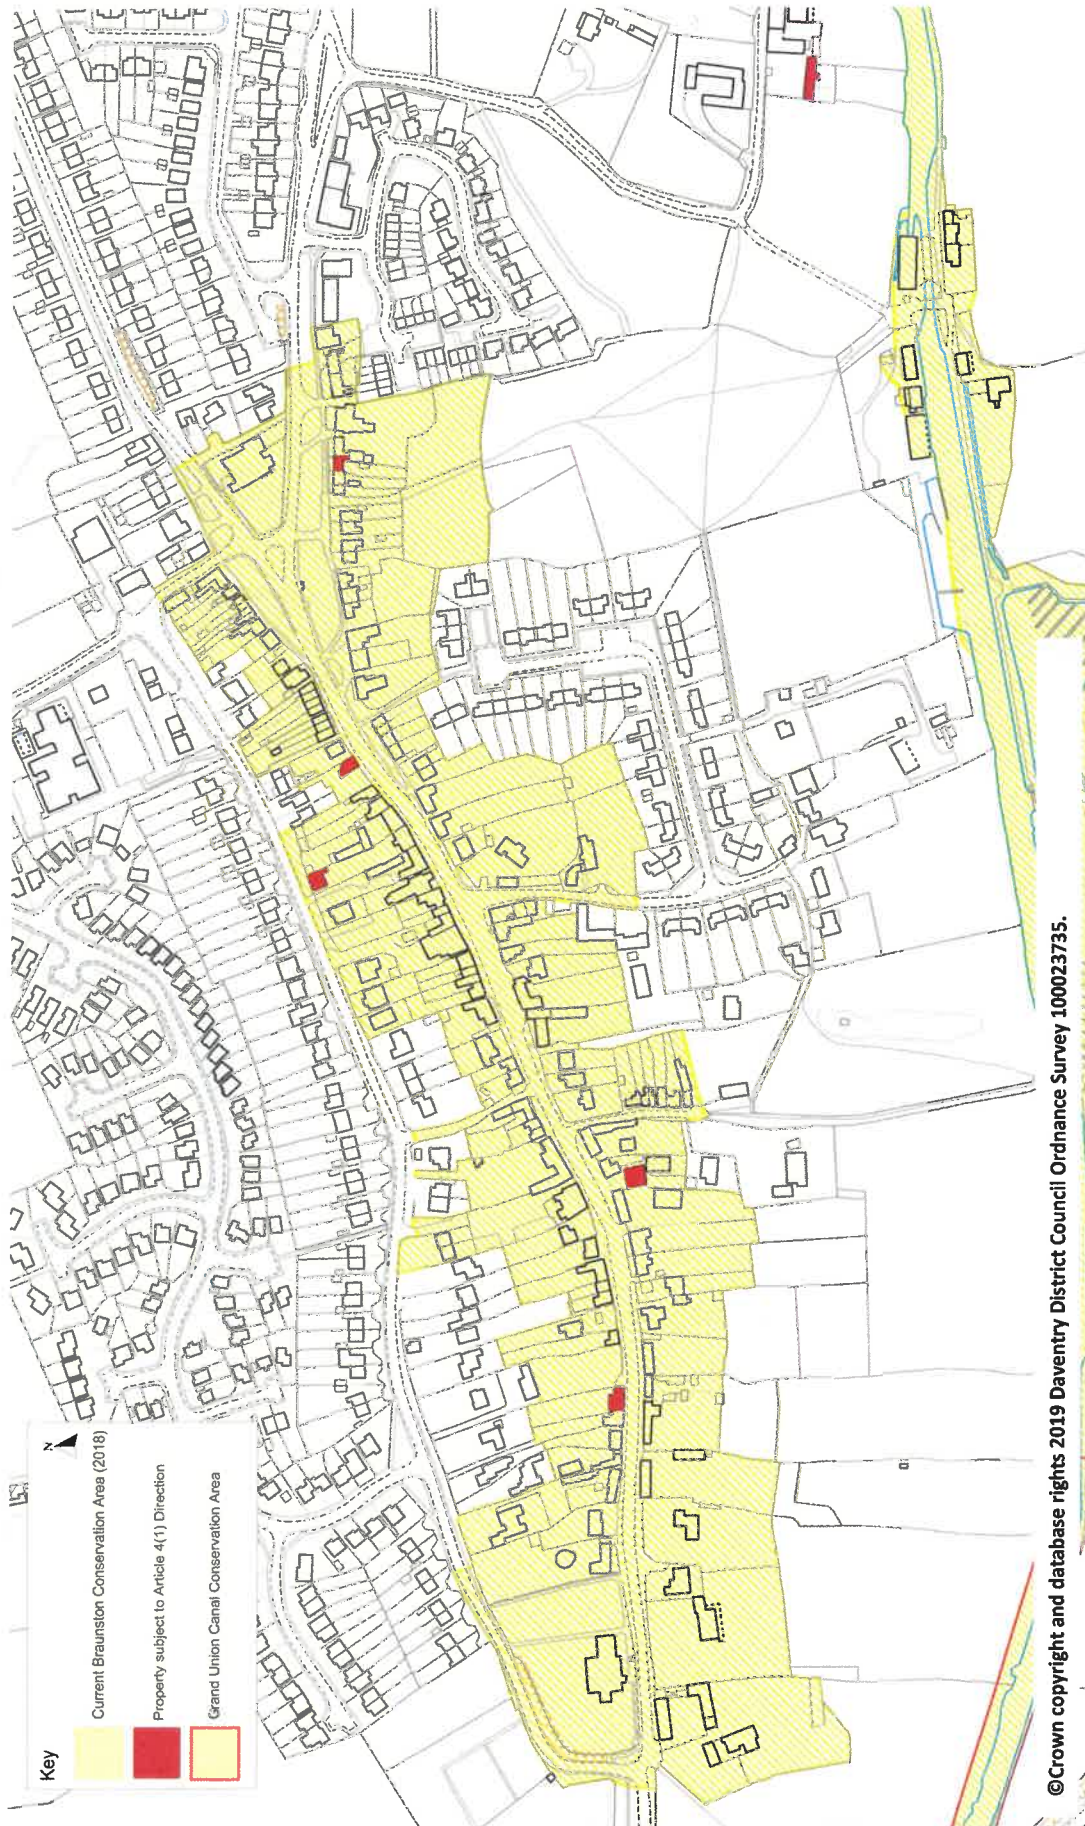 Key
N
Current Braunston Conservation Area (2018)
Property subject to Article 4(1) Direction
Grand Union Canal Conservation Area
©Crown copyright and database rights 2019 Daventry District Council Ordnance Survey 100023735.